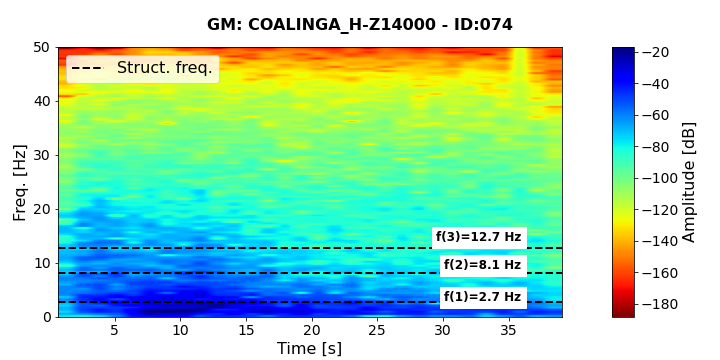 GM: COALINGA_H-Z14000 - ID:074
50
40
30
20
10
0
Freq. [Hz]
Struct. freq.
f(3)=12.7 Hz
f(2)=8.1 Hz
f(1)=2.7 Hz
5 10 15 20 25 30 35
Time [s]
−20
−40
−60
−80
−100
−120
−140
−160
−180
Amplitude [dB]